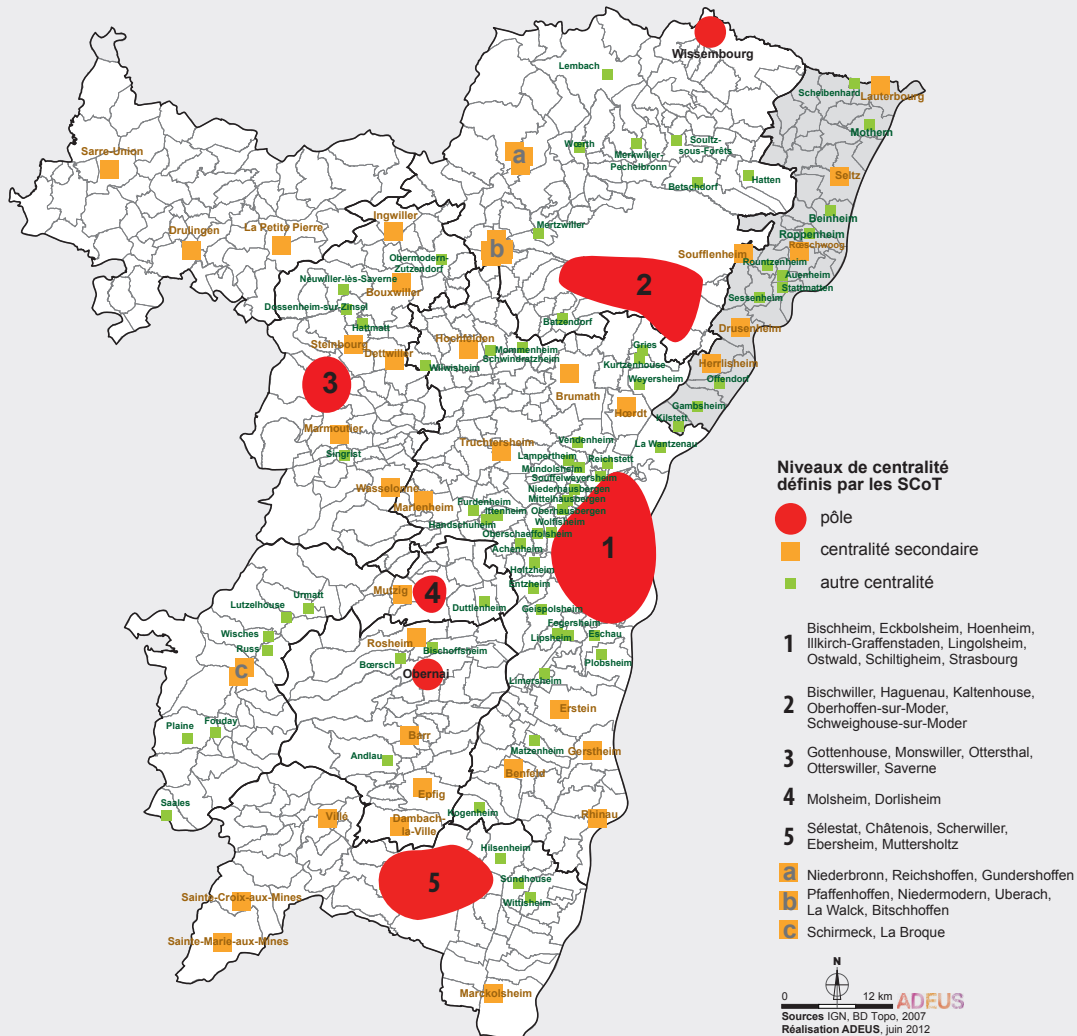 Wissembourg
Lembach
Scheibenhard
Lauterbourg
Mothern
Sarre-Union
a
Wœrth
Merkwiller-
Pechelbronn
Soultz-
sous-Forêts
Betschdorf
Hatten
Seltz
Beinheim
Drulingen
La Petite Pierre
Ingwiller
Mertzwiller
b
Obermodern-
Zutzendorf
Bouxwiller
Soufflenheim
Roppenheim
Rœschwoog
Rountzenheim
Auenheim
Stattmatten
Sessenheim
2
Neuwiller-lès-Saverne
Dossenheim-sur-Zinsel
Hattmatt
Batzendorf
Drusenheim
Steinbourg
Dettwiller
Hochfelden
Mommenheim
Schwindratzheim
Wilwisheim
Gries
Kurtzenhouse
Weyersheim
Herrlisheim
Offendorf
3
Brumath
Hœrdt
Gambsheim
Kilstett
Marmoutier
Singrist
Truchtersheim
Vendenheim
La Wantzenau
Lampertheim
Reichstett
Mundolsheim
Souffelweyersheim
Niederhausbergen
Mittelhausbergen
Oberhausbergen
Wolfisheim
Wasselonne
Marlenheim
Furdenheim
Ittenheim
Handschuheim
Oberschaeffolsheim
Achenheim
1
Holtzheim
Entzheim
Mutzig
4
Duttlenheim
Geispolsheim
Fegersheim
Lipsheim
Eschau
Plobsheim
Urmatt
Lutzelhouse
Wisches
Russ
c
Rosheim
Bischoffsheim
Bœrsch
Obernai
Limersheim
Erstein
Plaine
Fouday
Barr
Andlau
Matzenheim
Gerstheim
Benfeld
Epfig
Saales
Villé
Dambach-
la-Ville
Kogenheim
Rhinau
Hilsenheim
5
Sundhouse
Wittisheim
Sainte-Croix-aux-Mines
Sainte-Marie-aux-Mines
Marckolsheim
Niveaux de centralité
définis par les SCoT
pôle
centralité secondaire
autre centralité
1 Bischheim, Eckbolsheim, Hoenheim,
Illkirch-Graffenstaden, Lingolsheim,
Ostwald, Schiltigheim, Strasbourg
2 Bischwiller, Haguenau, Kaltenhouse,
Oberhoffen-sur-Moder,
Schweighouse-sur-Moder
3 Gottenhouse, Monswiller, Ottersthal,
Otterswiller, Saverne
4 Molsheim, Dorlisheim
5 Sélestat, Châtenois, Scherwiller,
Ebersheim, Muttersholtz
a Niederbronn, Reichshoffen, Gundershoffen
b Pfaffenhoffen, Niedermodern, Uberach,
La Walck, Bitschhoffen
c Schirmeck, La Broque
N
0 12 km ADEUS
Sources IGN, BD Topo, 2007
Réalisation ADEUS, juin 2012